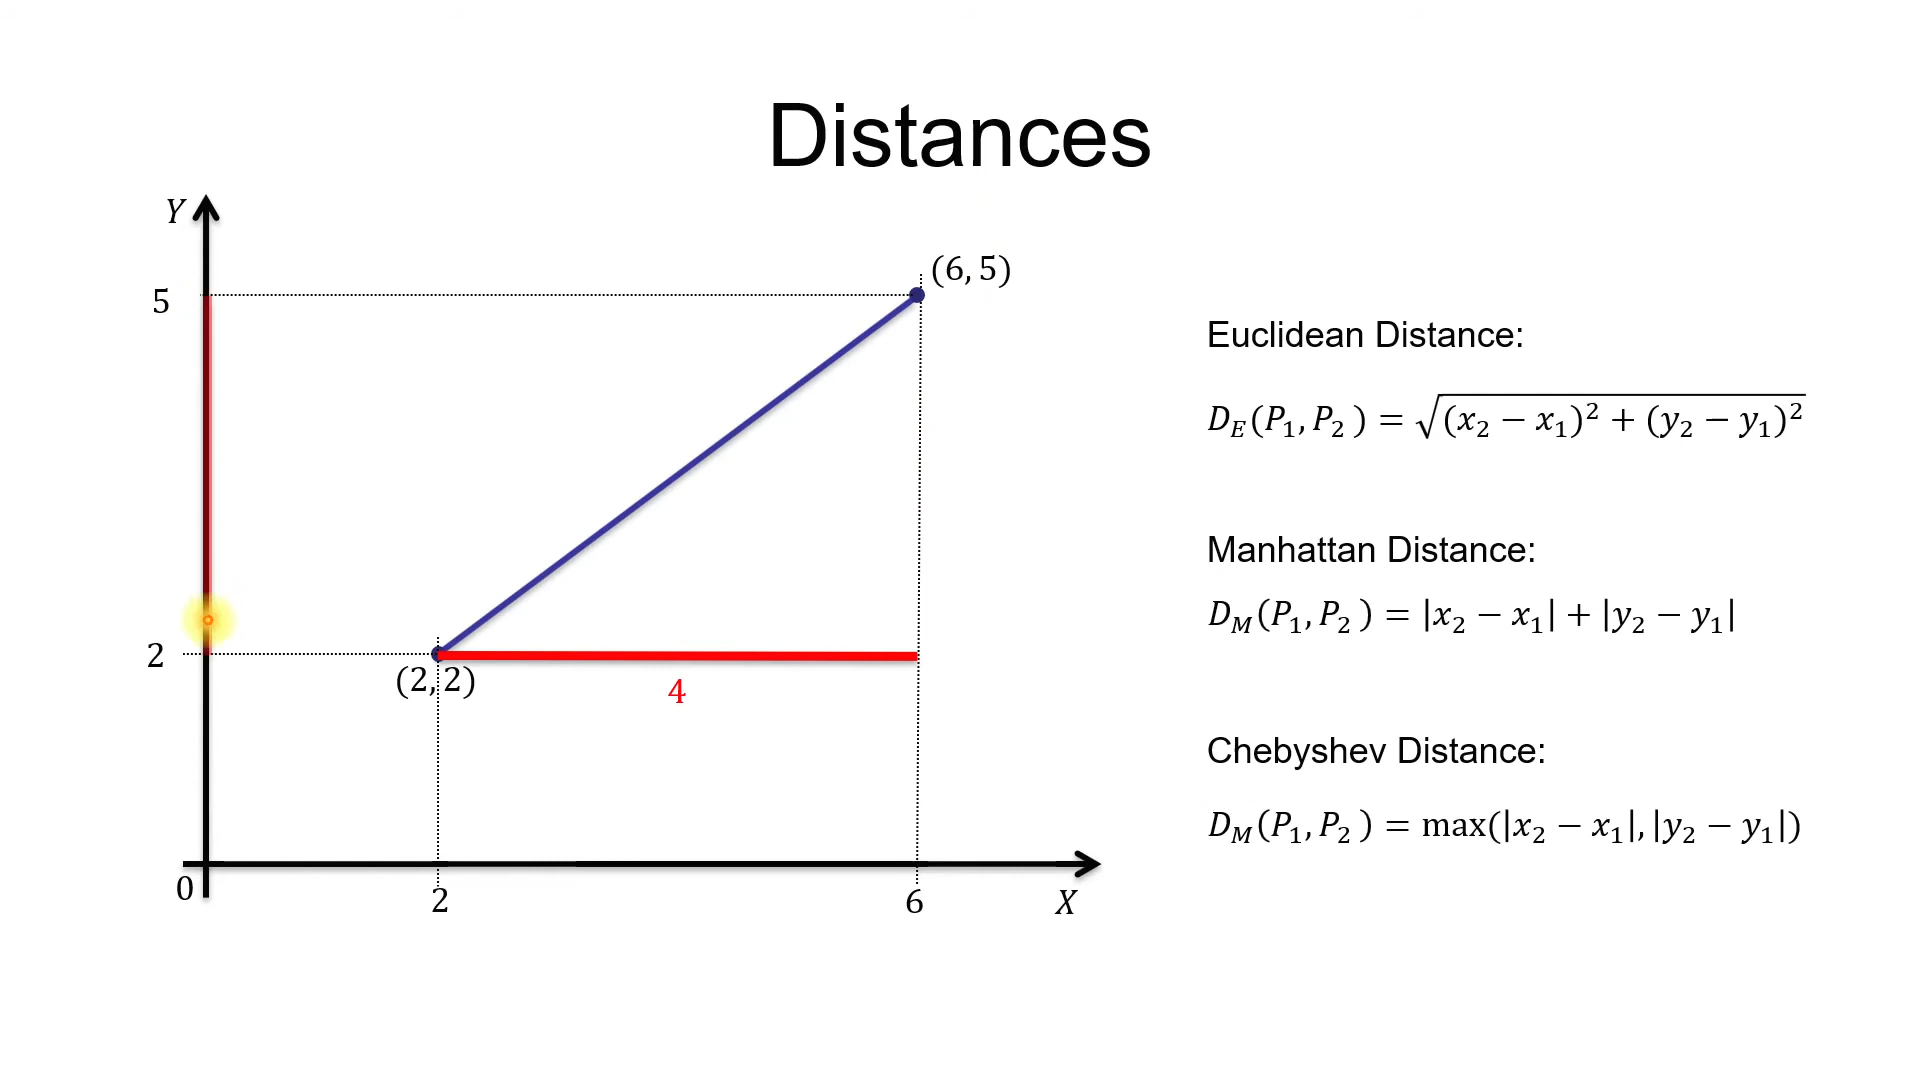 Distances
Y
(6, 5)
5
Euclidean Distance:
D_E(P_1, P_2) = √((x_2 − x_1)² + (y_2 − y_1)²)
Manhattan Distance:
D_M(P_1, P_2) = |x_2 − x_1| + |y_2 − y_1|
2
(2, 2)
4
Chebyshev Distance:
D_M(P_1, P_2) = max(|x_2 − x_1|, |y_2 − y_1|)
0
2
6
X